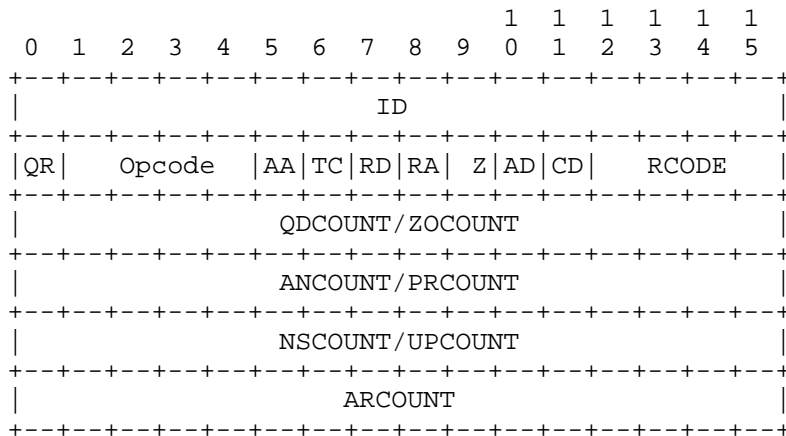 1  1  1  1  1  1
 0  1  2  3  4  5  6  7  8  9  0  1  2  3  4  5
+--+--+--+--+--+--+--+--+--+--+--+--+--+--+--+--+
|                      ID                       |
+--+--+--+--+--+--+--+--+--+--+--+--+--+--+--+--+
|QR|   Opcode  |AA|TC|RD|RA| Z|AD|CD|   RCODE   |
+--+--+--+--+--+--+--+--+--+--+--+--+--+--+--+--+
|                QDCOUNT/ZOCOUNT                |
+--+--+--+--+--+--+--+--+--+--+--+--+--+--+--+--+
|                ANCOUNT/PRCOUNT                |
+--+--+--+--+--+--+--+--+--+--+--+--+--+--+--+--+
|                NSCOUNT/UPCOUNT                |
+--+--+--+--+--+--+--+--+--+--+--+--+--+--+--+--+
|                    ARCOUNT                    |
+--+--+--+--+--+--+--+--+--+--+--+--+--+--+--+--+